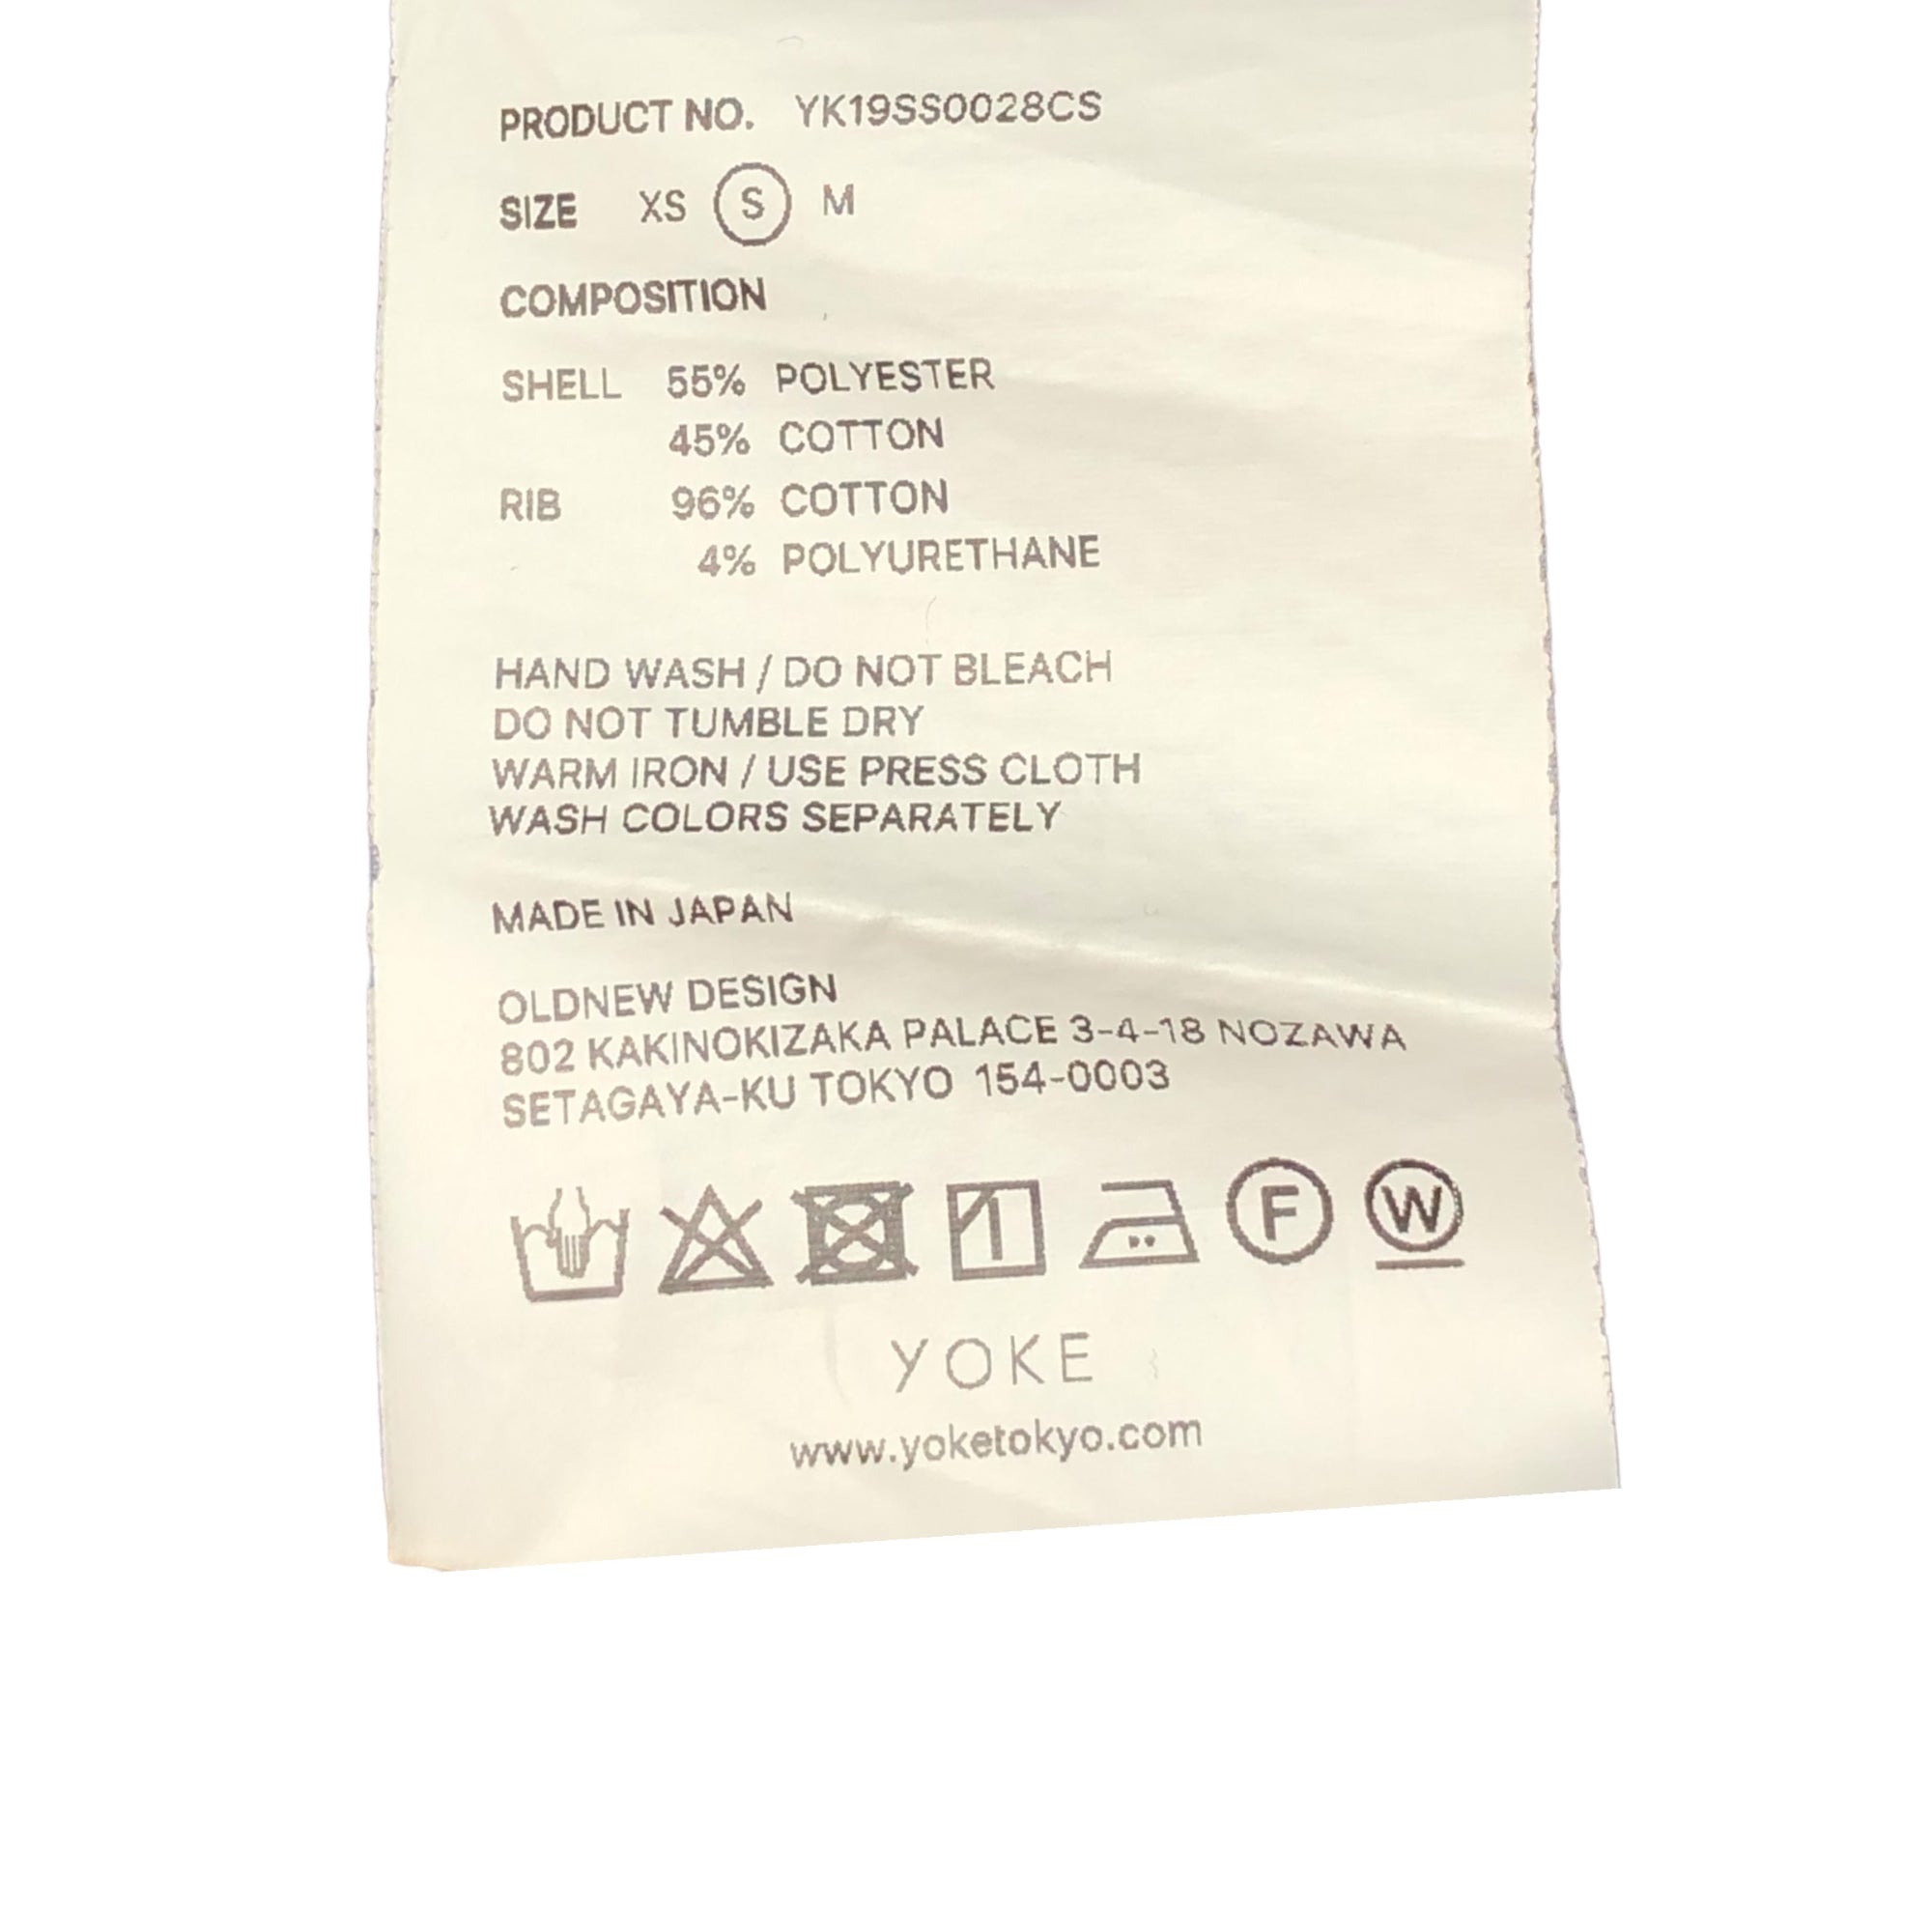 PRODUCT NO. YK19SS0028CS
SIZE XS S M
COMPOSITION
SHELL 55% POLYESTER
45% COTTON
RIB 96% COTTON
4% POLYURETHANE
HAND WASH / DO NOT BLEACH
DO NOT TUMBLE DRY
WARM IRON / USE PRESS CLOTH
WASH COLORS SEPARATELY
MADE IN JAPAN
OLDNEW DESIGN
802 KAKINOKIZAKA PALACE 3-4-18 NOZAWA
SETAGAYA-KU TOKYO 154-0003
F W
YOKE
www.yoketokyo.com